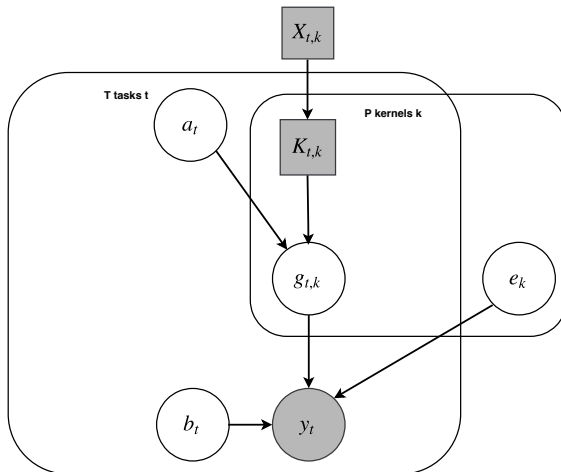 X_{t,k}
T tasks t
P kernels k
a_t
K_{t,k}
g_{t,k}
e_k
b_t
y_t